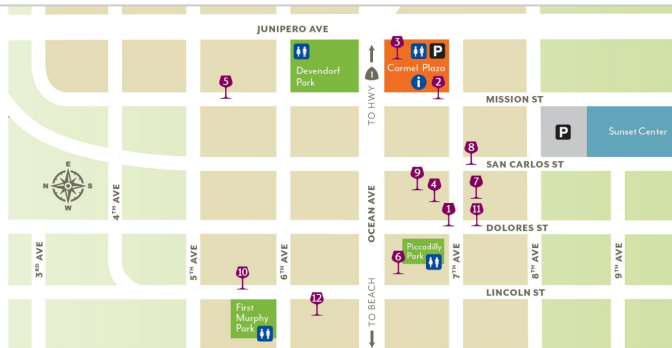 JUNIPERO AVE
Devendorf
Park
TO HWY 1
3
P
Carmel Plaza
i
2
5
MISSION ST
P
Sunset Center
8
SAN CARLOS ST
E
N
S
W
9
4
7
1
11
3RD AVE
4TH AVE
5TH AVE
6TH AVE
OCEAN AVE
7TH AVE
8TH AVE
9TH AVE
DOLORES ST
Piccadilly
Park
6
10
LINCOLN ST
12
First
Murphy
Park
TO BEACH